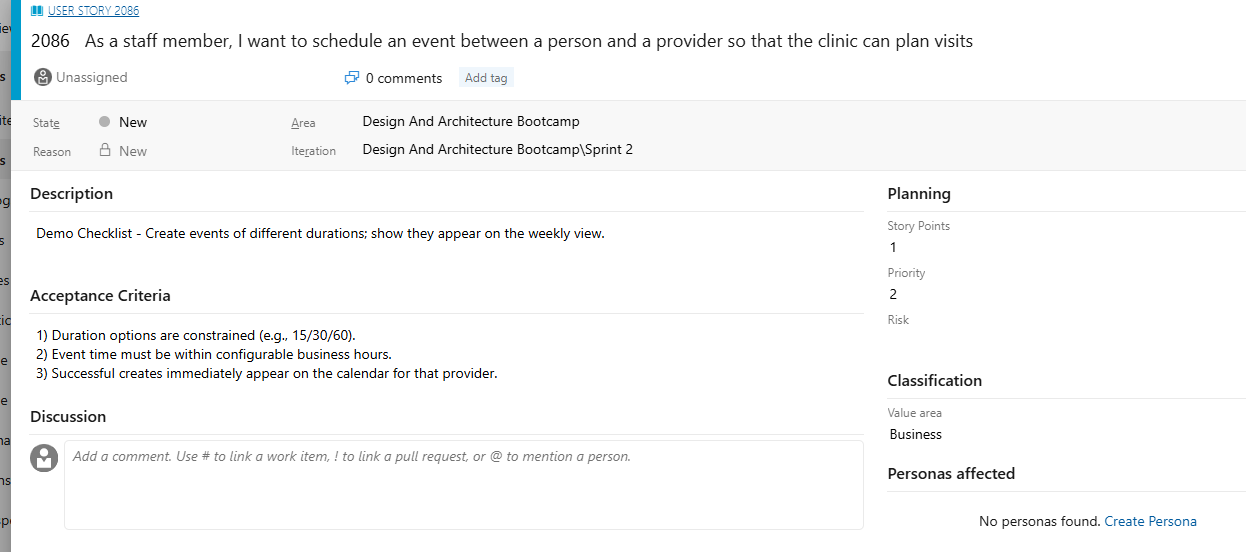 USER STORY 2086
2086 As a staff member, I want to schedule an event between a person and a provider so that the clinic can plan visits
Unassigned
0 comments
Add tag
State
New
Area
Design And Architecture Bootcamp
Reason
New
Iteration
Design And Architecture Bootcamp\Sprint 2
Description
Demo Checklist - Create events of different durations; show they appear on the weekly view.
Acceptance Criteria
1) Duration options are constrained (e.g., 15/30/60).
2) Event time must be within configurable business hours.
3) Successful creates immediately appear on the calendar for that provider.
Discussion
Add a comment. Use # to link a work item, ! to link a pull request, or @ to mention a person.
Planning
Story Points
1
Priority
2
Risk
Classification
Value area
Business
Personas affected
No personas found. Create Persona